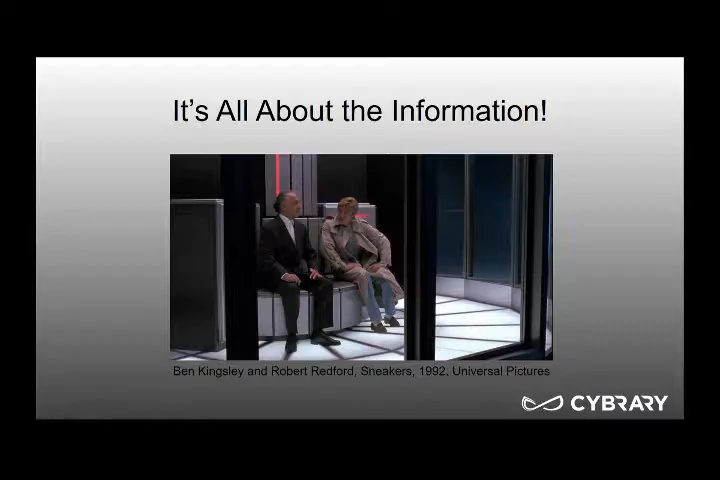 It's All About the Information!
Ben Kingsley and Robert Redford, Sneakers, 1992. Universal Pictures
CYBRARY